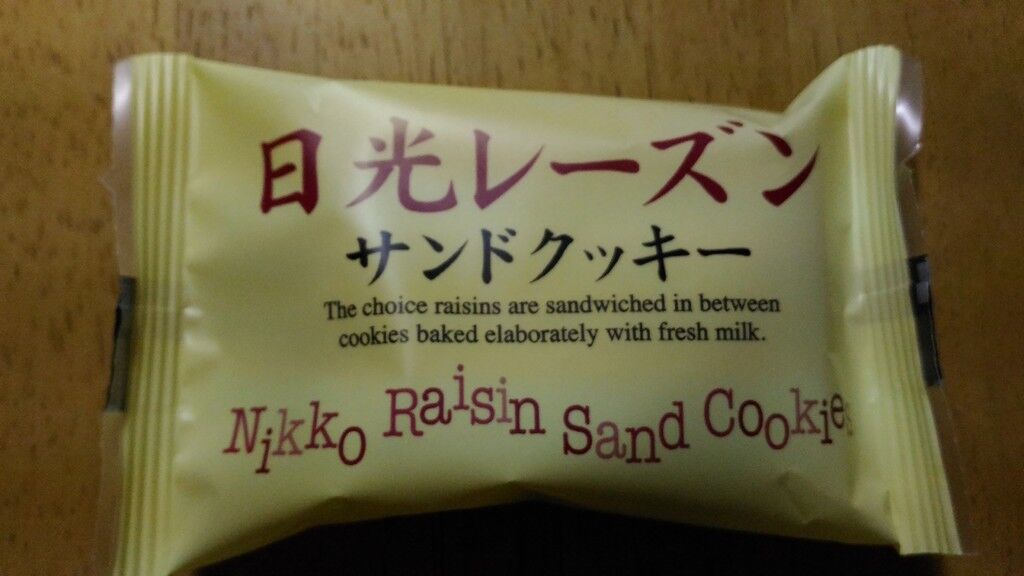 日光レーズン
サンドクッキー
The choice raisins are sandwiched in between
cookies baked elaborately with fresh milk.
Nikko Raisin Sand Cookies